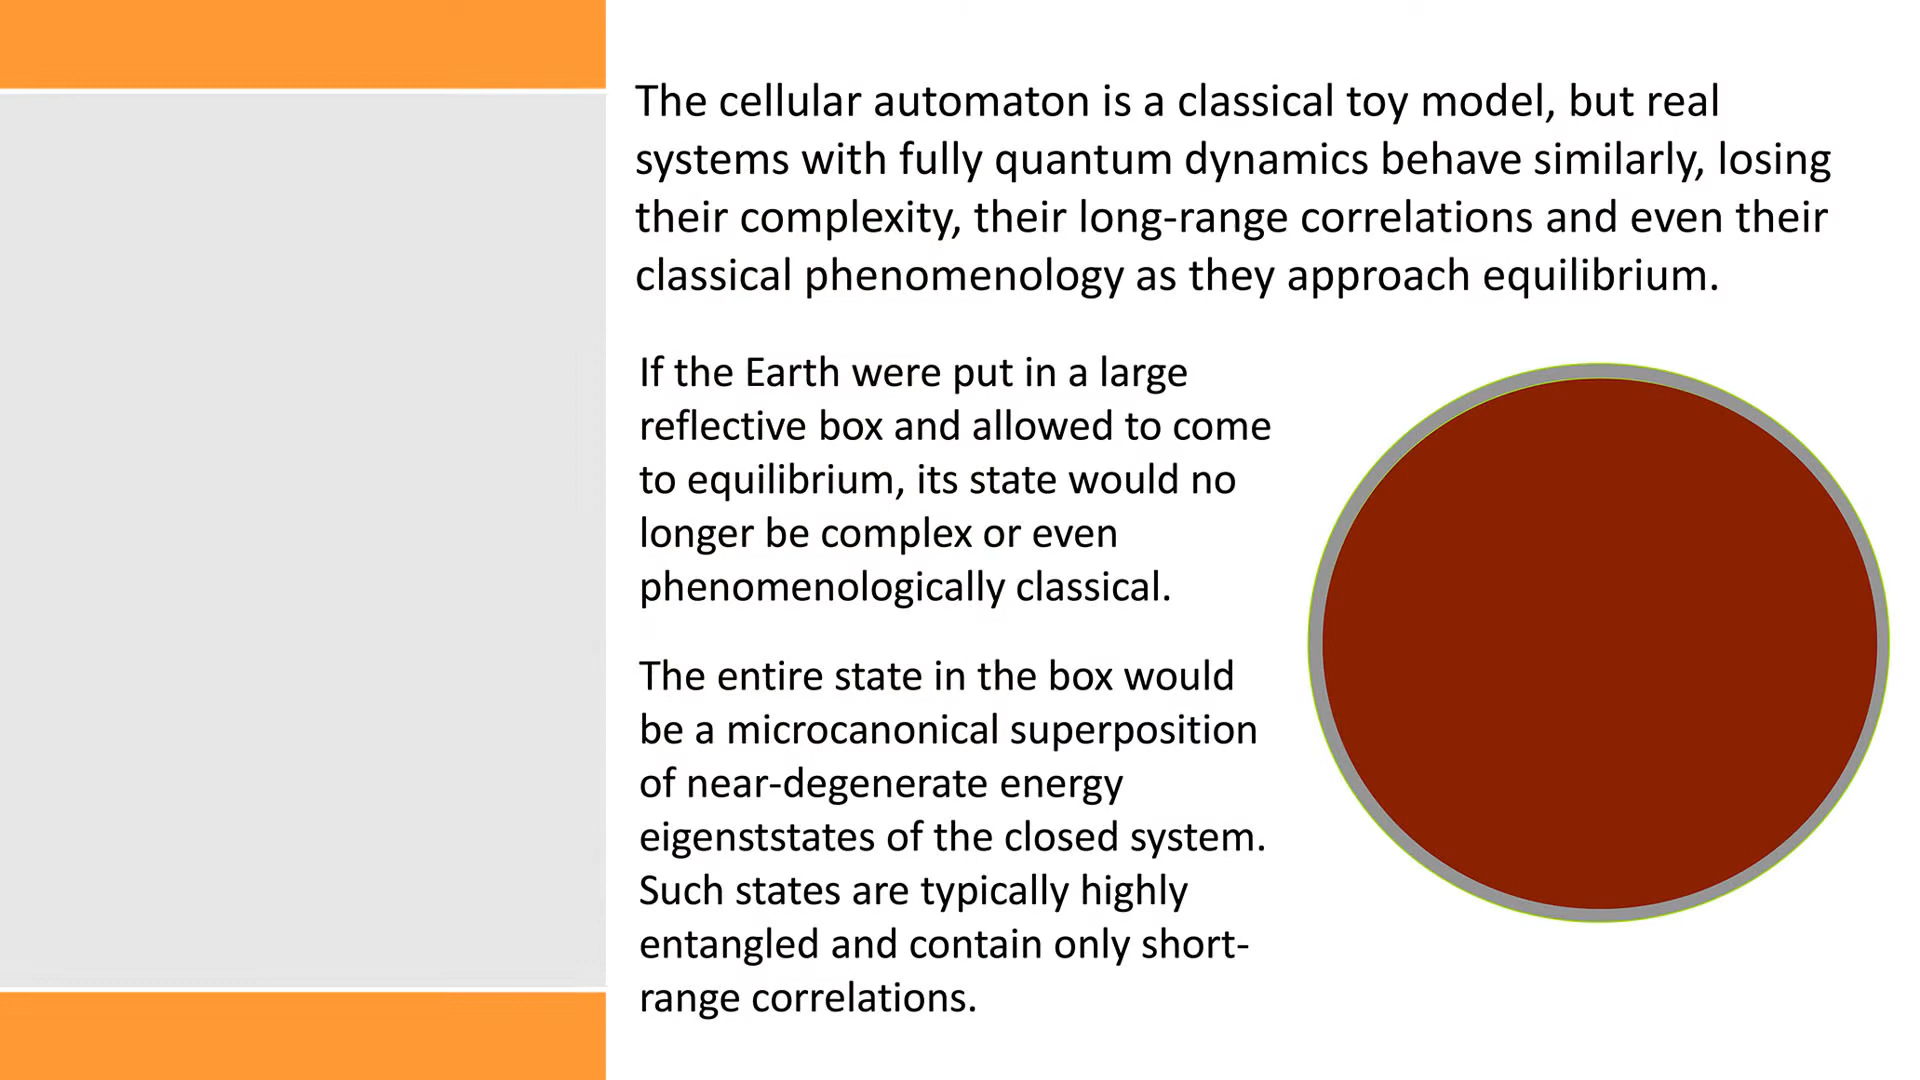 The cellular automaton is a classical toy model, but real
systems with fully quantum dynamics behave similarly, losing
their complexity, their long-range correlations and even their
classical phenomenology as they approach equilibrium.
If the Earth were put in a large
reflective box and allowed to come
to equilibrium, its state would no
longer be complex or even
phenomenologically classical.
The entire state in the box would
be a microcanonical superposition
of near-degenerate energy
eigenststates of the closed system.
Such states are typically highly
entangled and contain only short-
range correlations.